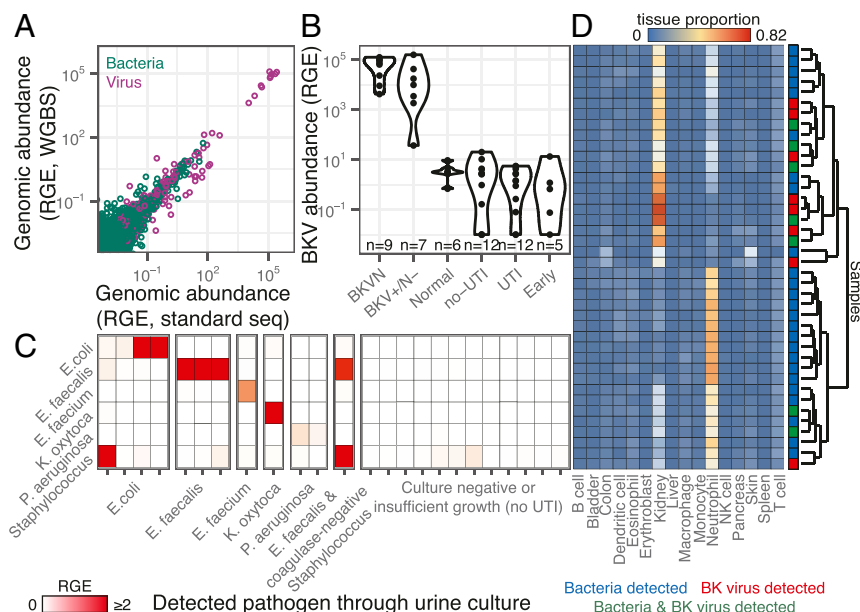 A
Genomic abundance
(RGE, WGBS)
Bacteria
Virus
10^5
10^2
10^-1
10^-1
10^2
10^5
Genomic abundance
(RGE, standard seq)
B
BKV abundance (RGE)
10^5
10^3
10^1
10^-1
n=9
n=7
n=6
n=12
n=12
n=5
BKVN
BKV+/N−
Normal
no−UTI
UTI
Early
C
E.coli
E. faecalis
E. faecium
K. oxytoca
P. aeruginosa
Staphylococcus
E.coli
E. faecalis
E. faecium
K. oxytoca
P. aeruginosa
E. faecalis &
coagulase-negative
Staphylococcus
Culture negative or
insufficient growth (no UTI)
RGE
0
≥2
Detected pathogen through urine culture
D
tissue proportion
0
0.82
Samples
B cell
Bladder
Colon
Dendritic cell
Eosinophil
Erythroblast
Kidney
Liver
Macrophage
Monocyte
Neutrophil
NK cell
Pancreas
Skin
Spleen
T cell
Bacteria detected
BK virus detected
Bacteria & BK virus detected